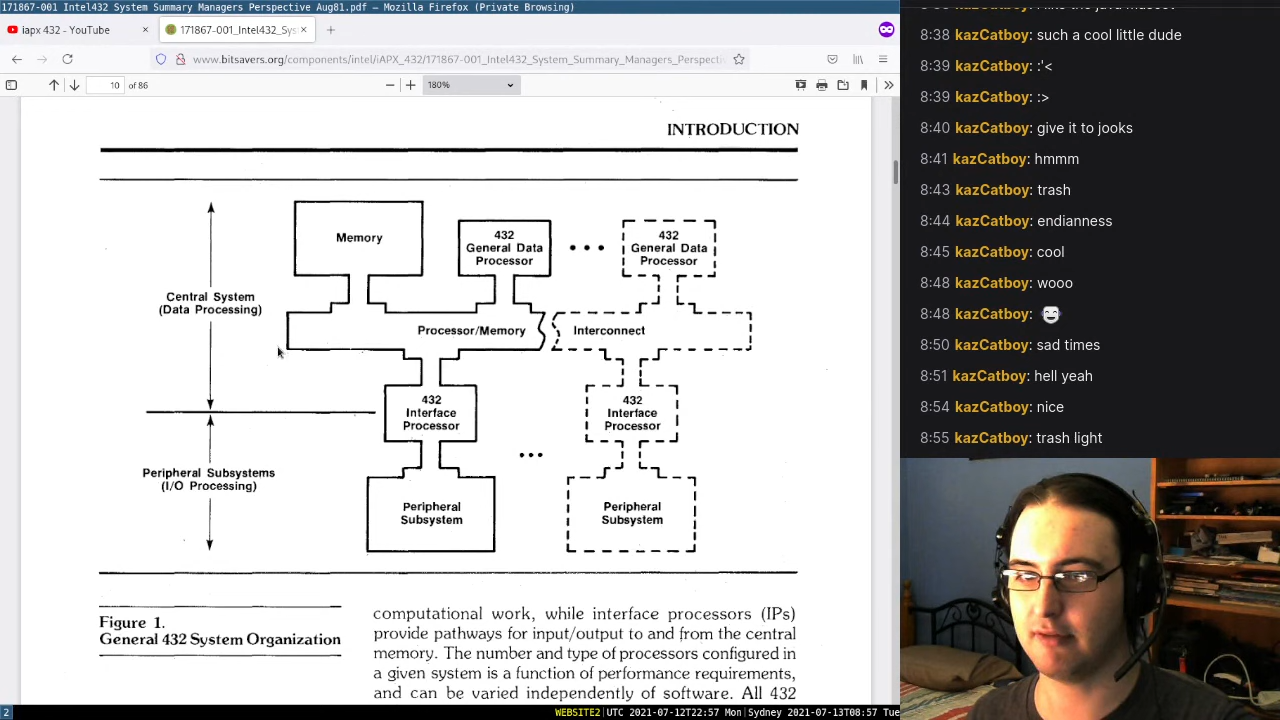 171867-001 Intel432 System Summary Managers Perspective Aug81.pdf - Mozilla Firefox (Private Browsing)
iapx 432 - YouTube
171867-001_Intel432_Sys
www.bitsavers.org/components/intel/iAPX_432/171867-001_Intel432_System_Summary_Managers_Perspecti
10 of 86
180%
INTRODUCTION
Memory
432
General Data
Processor
432
General Data
Processor
Central System
(Data Processing)
Processor/Memory
Interconnect
432
Interface
Processor
432
Interface
Processor
Peripheral Subsystems
(I/O Processing)
Peripheral
Subsystem
Peripheral
Subsystem
Figure 1.
General 432 System Organization
computational work, while interface processors (IPs)
provide pathways for input/output to and from the central
memory. The number and type of processors configured in
a given system is a function of performance requirements,
and can be varied independently of software. All 432
2
WEBSITE2|UTC 2021-07-12T22:57 Mon|Sydney 2021-07-13T08:57 Tue
8:38 kazCatboy: such a cool little dude
8:39 kazCatboy: :'<
8:39 kazCatboy: :>
8:40 kazCatboy: give it to jooks
8:41 kazCatboy: hmmm
8:43 kazCatboy: trash
8:44 kazCatboy: endianness
8:45 kazCatboy: cool
8:48 kazCatboy: wooo
8:48 kazCatboy:
8:50 kazCatboy: sad times
8:51 kazCatboy: hell yeah
8:54 kazCatboy: nice
8:55 kazCatboy: trash light